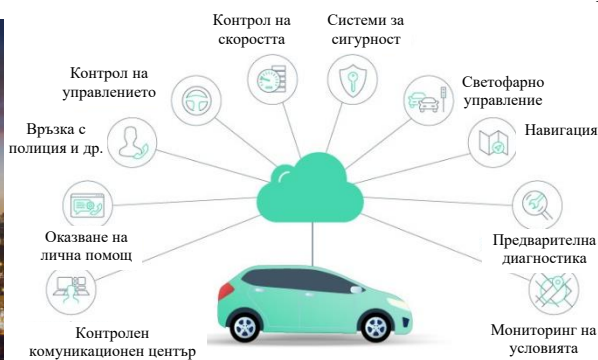 Контрол на
скоростта
Системи за
сигурност
Контрол на
управлението
Светофарно
управление
Връзка с
полиция и др.
Навигация
Оказване на
лична помощ
Предварителна
диагностика
Контролен
комуникационен център
Мониторинг на
условията